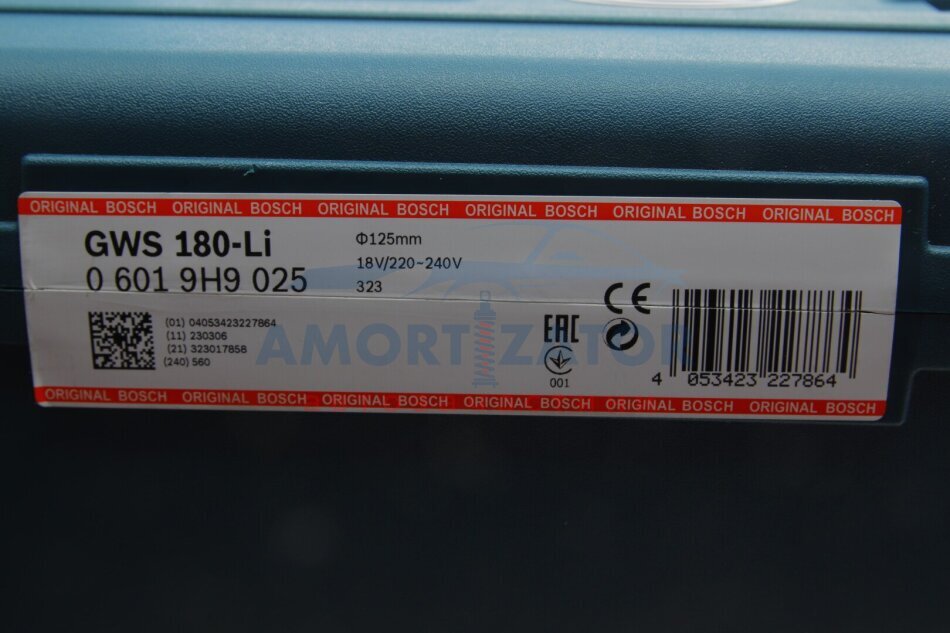 ORIGINAL BOSCH ORIGINAL BOSCH ORIGINAL BOSCH ORIGINAL BOSCH ORIGINAL BOSCH ORIGINAL BOSCH
GWS 180-Li
0 601 9H9 025
Φ125mm
18V/220~240V
323
(01) 04053423227864
(11) 230306
(21) 323017858
(240) 560
AMORTIZATOR
EAC
001
CE
4 053423 227864
ORIGINAL BOSCH ORIGINAL BOSCH ORIGINAL BOSCH ORIGINAL BOSCH ORIGINAL BOSCH ORIGINAL BOSCH